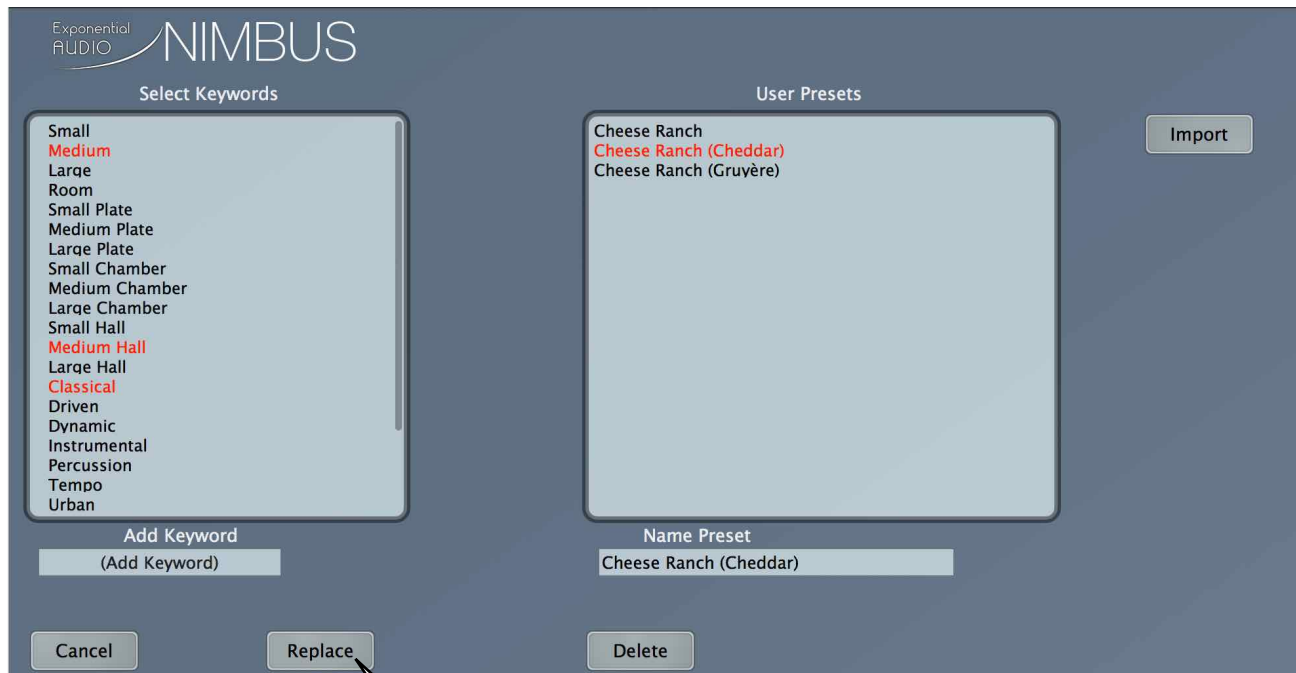 Exponential
AUDIO
NIMBUS
Select Keywords
Small
Medium
Large
Room
Small Plate
Medium Plate
Large Plate
Small Chamber
Medium Chamber
Large Chamber
Small Hall
Medium Hall
Large Hall
Classical
Driven
Dynamic
Instrumental
Percussion
Tempo
Urban
Add Keyword
(Add Keyword)
User Presets
Cheese Ranch
Cheese Ranch (Cheddar)
Cheese Ranch (Gruyère)
Name Preset
Cheese Ranch (Cheddar)
Import
Cancel
Replace
Delete